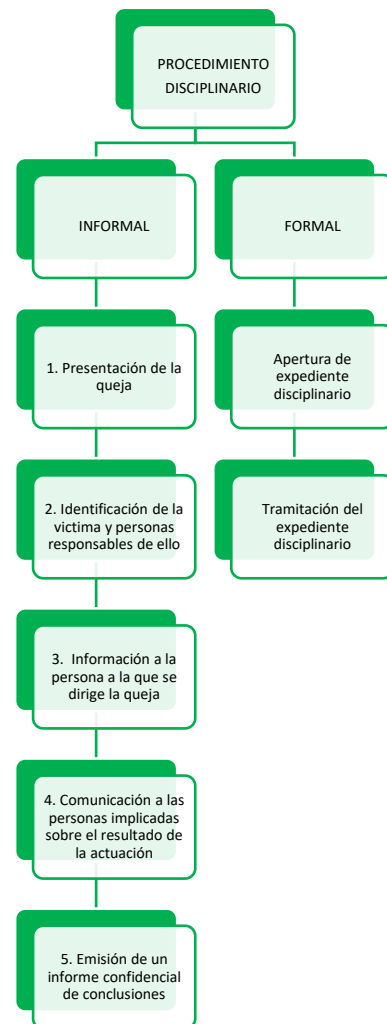 PROCEDIMIENTO
DISCIPLINARIO
INFORMAL
FORMAL
1. Presentación de la
queja
Apertura de
expediente
disciplinario
2. Identificación de la
victima y personas
responsables de ello
Tramitación del
expediente
disciplinario
3. Información a la
persona a la que se
dirige la queja
4. Comunicación a las
personas implicadas
sobre el resultado de
la actuación
5. Emisión de un
informe confidencial
de conclusiones